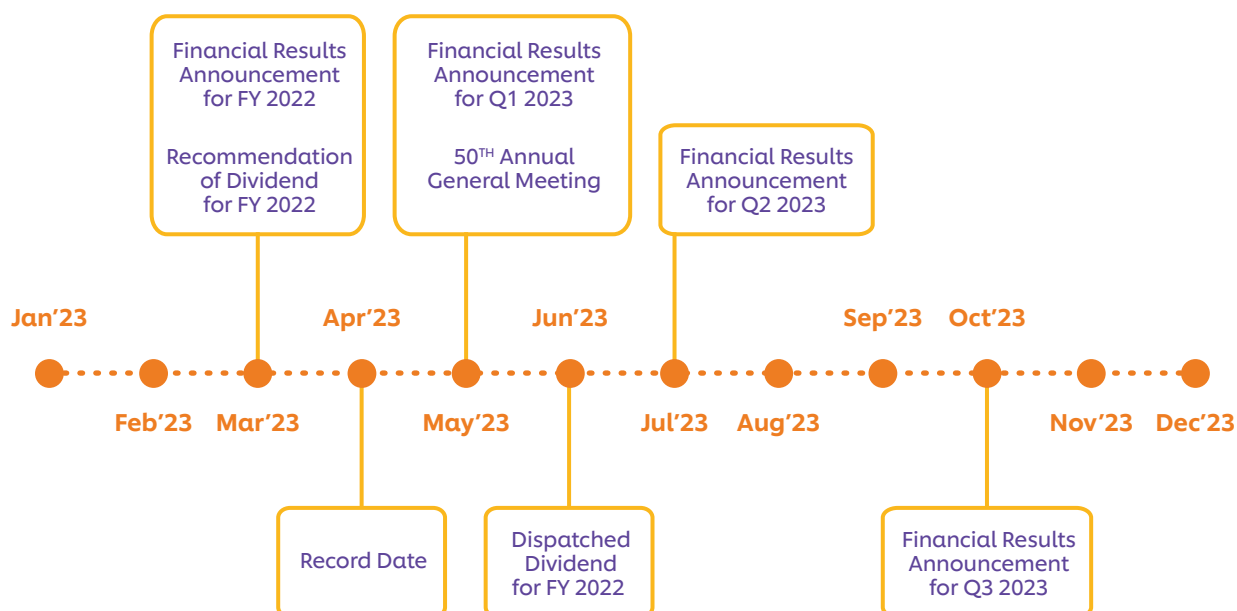 Financial Results
Announcement
for FY 2022
Recommendation
of Dividend
for FY 2022
Financial Results
Announcement
for Q1 2023
50TH Annual
General Meeting
Financial Results
Announcement
for Q2 2023
Jan’23
Apr’23
Jun’23
Sep’23
Oct’23
Feb’23
Mar’23
May’23
Jul’23
Aug’23
Nov’23
Dec’23
Record Date
Dispatched
Dividend
for FY 2022
Financial Results
Announcement
for Q3 2023